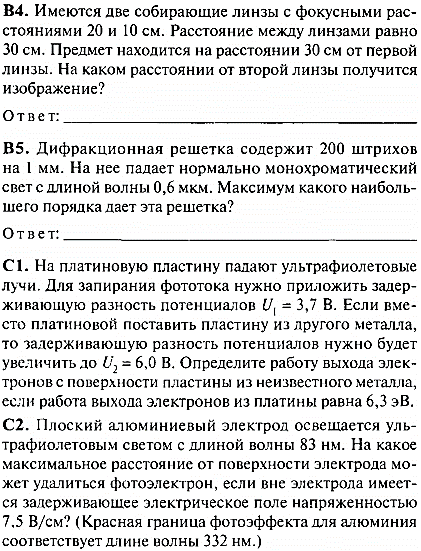 В4. Имеются две собирающие линзы с фокусными рас-
стояниями 20 и 10 см. Расстояние между линзами равно
30 см. Предмет находится на расстоянии 30 см от первой
линзы. На каком расстоянии от второй линзы получится
изображение?
Ответ:
В5. Дифракционная решетка содержит 200 штрихов
на 1 мм. На нее падает нормально монохроматический
свет с длиной волны 0,6 мкм. Максимум какого наиболь-
шего порядка дает эта решетка?
Ответ:
С1. На платиновую пластину падают ультрафиолетовые
лучи. Для запирания фототока нужно приложить задер-
живающую разность потенциалов U₁ = 3,7 В. Если вме-
сто платиновой поставить пластину из другого металла,
то задерживающую разность потенциалов нужно будет
увеличить до U₂ = 6,0 В. Определите работу выхода элек-
тронов с поверхности пластины из неизвестного металла,
если работа выхода электронов из платины равна 6,3 эВ.
С2. Плоский алюминиевый электрод освещается уль-
трафиолетовым светом с длиной волны 83 нм. На какое
максимальное расстояние от поверхности электрода мо-
жет удалиться фотоэлектрон, если вне электрода имеет-
ся задерживающее электрическое поле напряженностью
7,5 В/см? (Красная граница фотоэффекта для алюминия
соответствует длине волны 332 нм.)